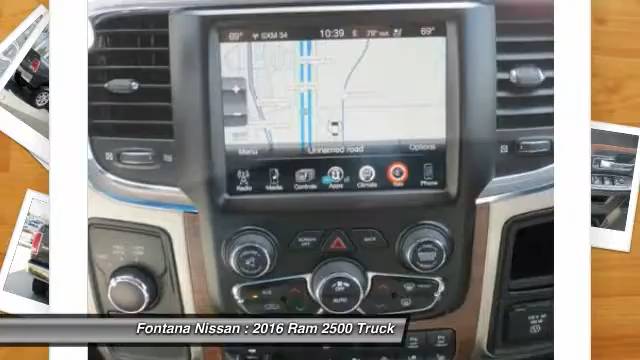 69° SXM 34 10:39 E 79° out 69°
Menu Unnamed road Options
Radio Media Controls Apps Climate Nav Phone
SCREEN OFF BACK
AUTO
Fontana Nissan : 2016 Ram 2500 Truck